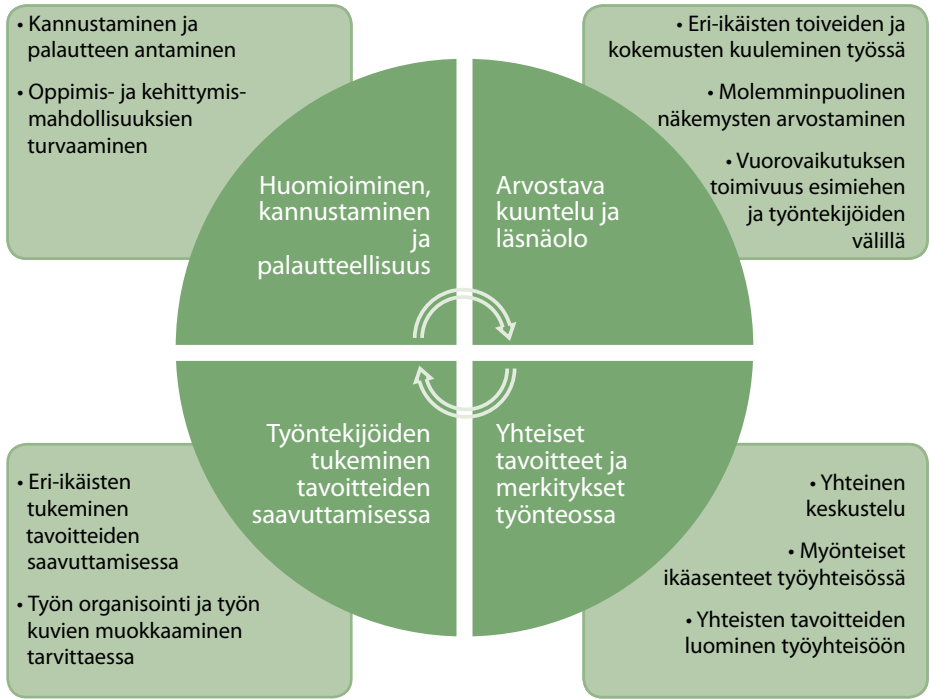 • Kannustaminen ja
palautteen antaminen
• Oppimis- ja kehittymis-
mahdollisuuksien
turvaaminen
• Eri-ikäisten toiveiden ja
kokemusten kuuleminen työssä
• Molemminpuolinen
näkemysten arvostaminen
• Vuorovaikutuksen
toimivuus esimiehen
ja työntekijöiden
välillä
Huomioiminen,
kannustaminen
ja
palautteellisuus
Arvostava
kuuntelu ja
läsnäolo
Työntekijöiden
tukeminen
tavoitteiden
saavuttamisessa
Yhteiset
tavoitteet ja
merkitykset
työnteossa
• Eri-ikäisten
tukeminen
tavoitteiden
saavuttamisessa
• Työn organisointi ja työn
kuvien muokkaaminen
tarvittaessa
• Yhteinen
keskustelu
• Myönteiset
ikäasenteet työyhteisössä
• Yhteisten tavoitteiden
luominen työyhteisöön